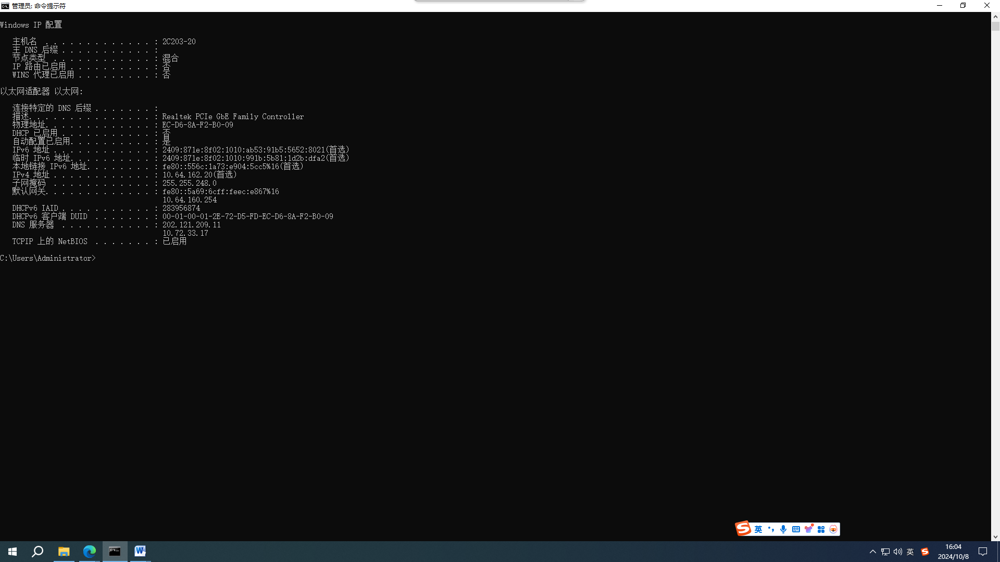 管理员: 命令提示符
Windows IP 配置
主机名 . . . . . . . . . . . . . : 2C203-20
主 DNS 后缀 . . . . . . . . . . . :
节点类型 . . . . . . . . . . . . : 混合
IP 路由已启用 . . . . . . . . . . : 否
WINS 代理已启用 . . . . . . . . . : 否
以太网适配器 以太网:
连接特定的 DNS 后缀 . . . . . . . :
描述. . . . . . . . . . . . . . . : Realtek PCIe GbE Family Controller
物理地址. . . . . . . . . . . . . : EC-D6-8A-F2-B0-09
DHCP 已启用 . . . . . . . . . . . : 否
自动配置已启用. . . . . . . . . . : 是
IPv6 地址 . . . . . . . . . . . . : 2409:871e:8f02:1010:ab53:91b5:5652:8021(首选)
临时 IPv6 地址. . . . . . . . . . : 2409:871e:8f02:1010:991b:5b81:1d2b:dfa2(首选)
本地链接 IPv6 地址. . . . . . . . : fe80::556c:1a73:e904:5cc5%16(首选)
IPv4 地址 . . . . . . . . . . . . : 10.64.162.20(首选)
子网掩码 . . . . . . . . . . . . : 255.255.248.0
默认网关. . . . . . . . . . . . . : fe80::5a69:6cff:feec:e867%16
10.64.160.254
DHCPv6 IAID . . . . . . . . . . . : 283956874
DHCPv6 客户端 DUID . . . . . . . : 00-01-00-01-2E-72-D5-FD-EC-D6-8A-F2-B0-09
DNS 服务器 . . . . . . . . . . . : 202.121.209.11
10.72.33.17
TCPIP 上的 NetBIOS . . . . . . . : 已启用
C:\Users\Administrator>
英
英
16:04
2024/10/8